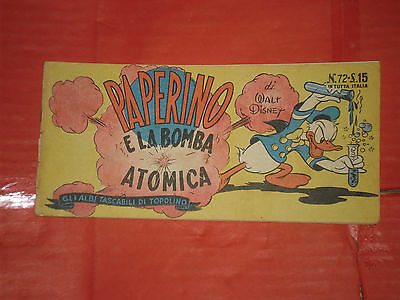 PAPERINO
E LA BOMBA
ATOMICA
di
WALT
DISNEY
N.72-£.15
IN TUTTA ITALIA
GLI ALBI TASCABILI DI TOPOLINO